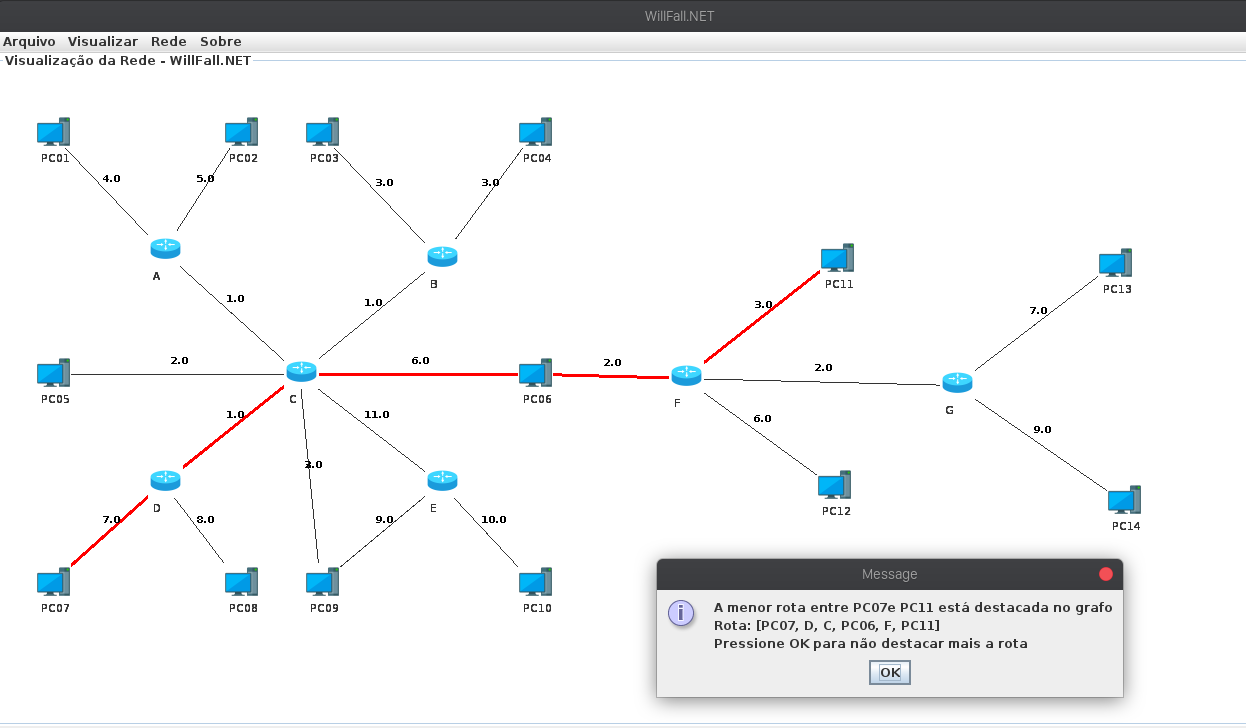 WillFall.NET
Arquivo Visualizar Rede Sobre
Visualização da Rede - WillFall.NET
PC01 PC02 PC03 PC04
4.0 5.0 3.0 3.0
A B
PC11 PC13
1.0 1.0 3.0 7.0
2.0 6.0 2.0 2.0
PC05 C PC06 F G
1.0 11.0 6.0 9.0
D E
PC12 PC14
7.0 8.0 9.0 10.0
PC07 PC08 PC09 PC10
Message
A menor rota entre PC07e PC11 está destacada no grafo
Rota: [PC07, D, C, PC06, F, PC11]
Pressione OK para não destacar mais a rota
OK